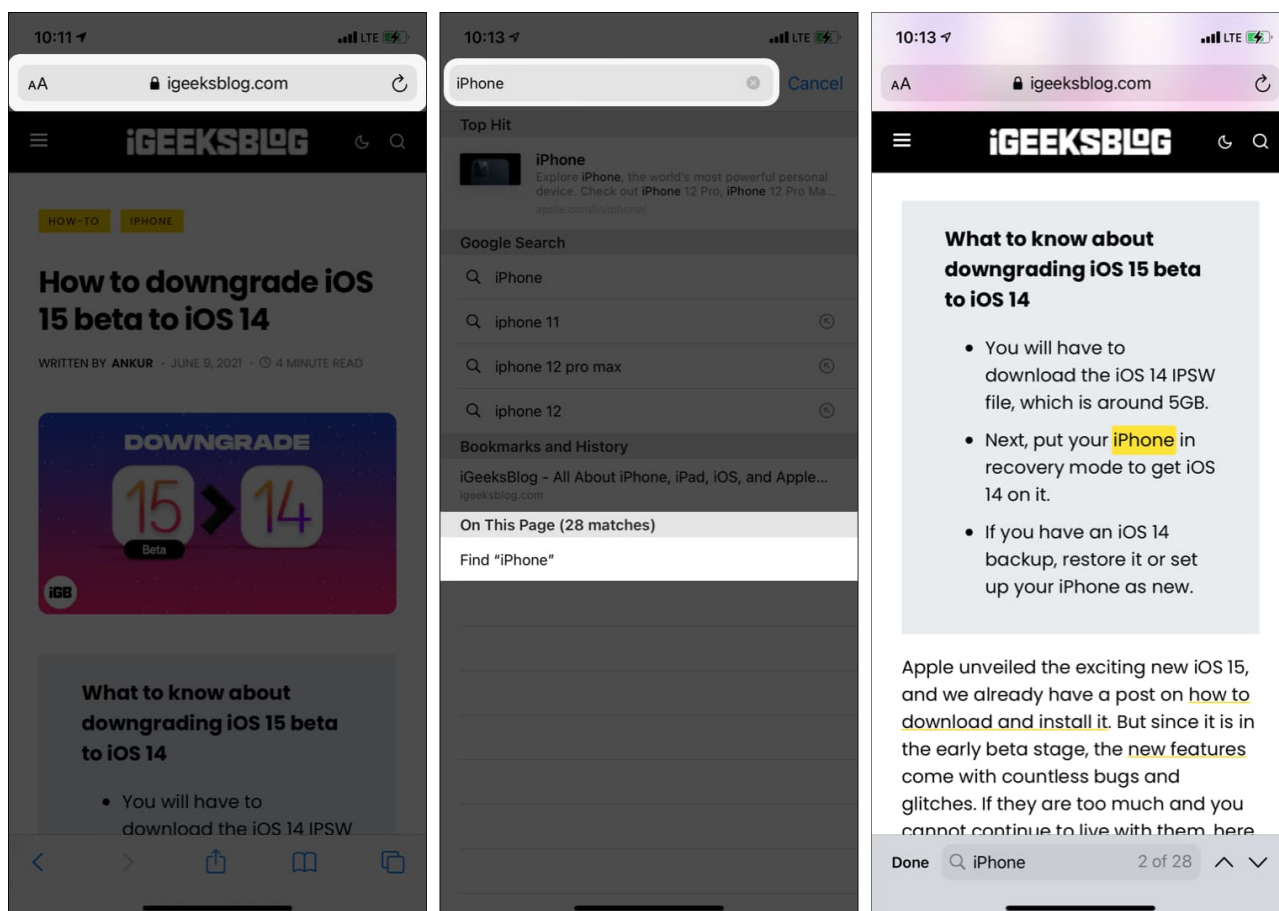 10:11
LTE
AA
igeeksblog.com
iGEEKSBLOG
HOW-TO
IPHONE
How to downgrade iOS
15 beta to iOS 14
WRITTEN BY ANKUR - JUNE 9, 2021 - 4 MINUTE READ
DOWNGRADE
15
14
Beta
iGB
What to know about
downgrading iOS 15 beta
to iOS 14
• You will have to
download the iOS 14 IPSW
10:13
LTE
iPhone
Cancel
Top Hit
iPhone
Explore iPhone, the world's most powerful personal
device. Check out iPhone 12 Pro, iPhone 12 Pro Ma...
apple.com/in/iphone/
Google Search
iPhone
iphone 11
iphone 12 pro max
iphone 12
Bookmarks and History
iGeeksBlog - All About iPhone, iPad, iOS, and Apple...
igeeksblog.com
On This Page (28 matches)
Find “iPhone”
10:13
LTE
AA
igeeksblog.com
iGEEKSBLOG
What to know about
downgrading iOS 15 beta
to iOS 14
• You will have to
download the iOS 14 IPSW
file, which is around 5GB.
• Next, put your iPhone in
recovery mode to get iOS
14 on it.
• If you have an iOS 14
backup, restore it or set
up your iPhone as new.
Apple unveiled the exciting new iOS 15,
and we already have a post on how to
download and install it. But since it is in
the early beta stage, the new features
come with countless bugs and
glitches. If they are too much and you
cannot continue to live with them, here
Done
iPhone
2 of 28